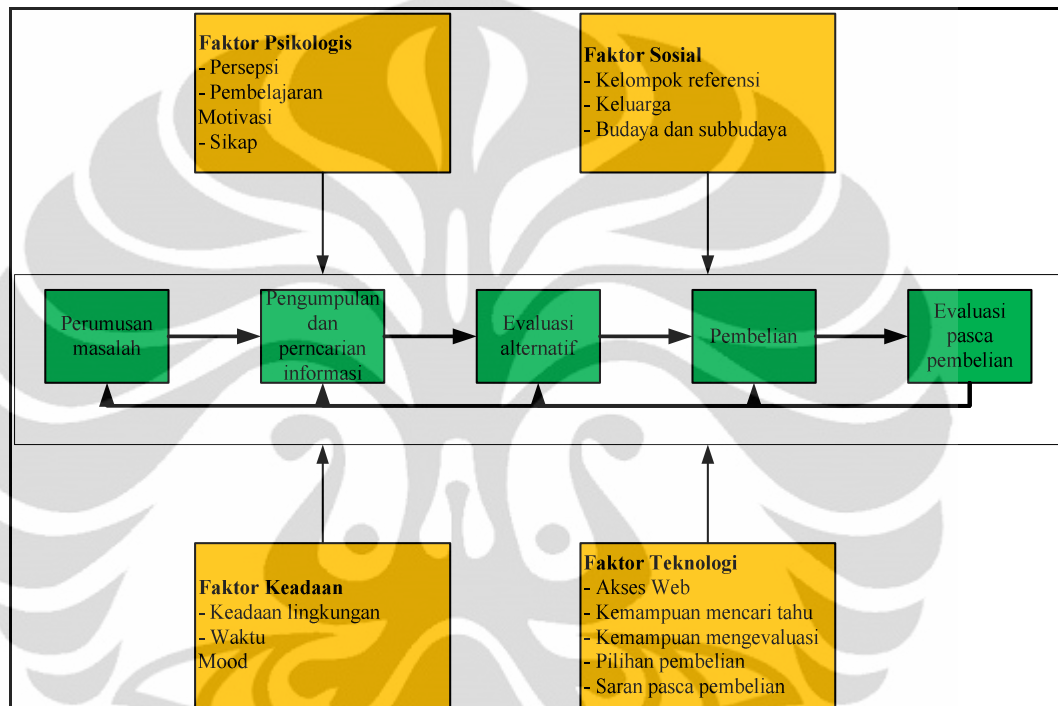 Faktor Psikologis
- Persepsi
- Pembelajaran
Motivasi
- Sikap
Faktor Sosial
- Kelompok referensi
- Keluarga
- Budaya dan subbudaya
Perumusan
masalah
Pengumpulan
dan
perncarian
informasi
Evaluasi
alternatif
Pembelian
Evaluasi
pasca
pembelian
Faktor Keadaan
- Keadaan lingkungan
- Waktu
Mood
Faktor Teknologi
- Akses Web
- Kemampuan mencari tahu
- Kemampuan mengevaluasi
- Pilihan pembelian
- Saran pasca pembelian